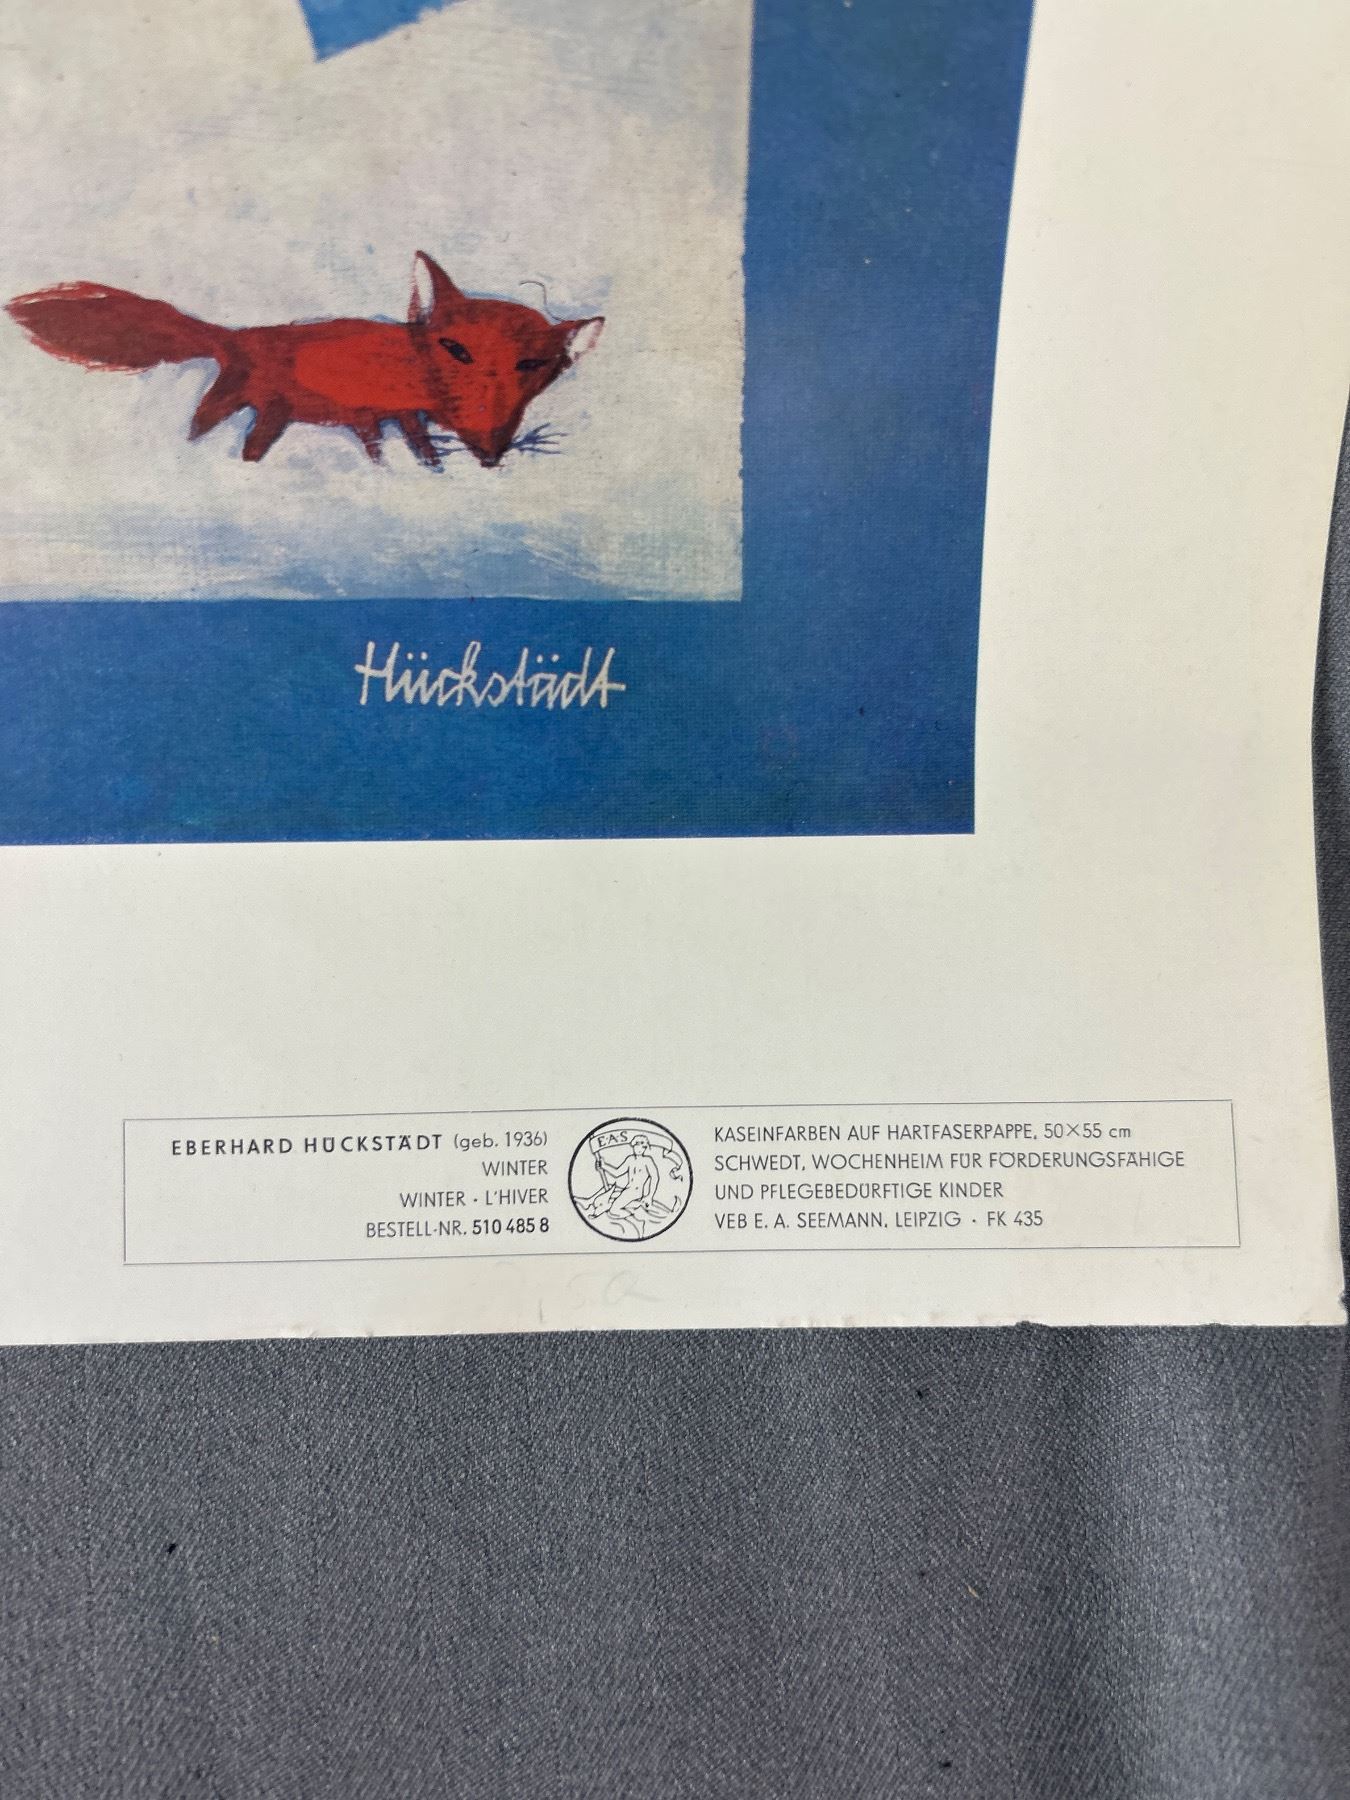 Hückstädt
EBERHARD HÜCKSTÄDT (geb. 1936)
WINTER
WINTER · L'HIVER
BESTELL-NR. 510 485 8
E·A·S
KASEINFARBEN AUF HARTFASERPAPPE, 50×55 cm
SCHWEDT, WOCHENHEIM FÜR FÖRDERUNGSFÄHIGE
UND PFLEGEBEDÜRFTIGE KINDER
VEB E. A. SEEMANN, LEIPZIG · FK 435